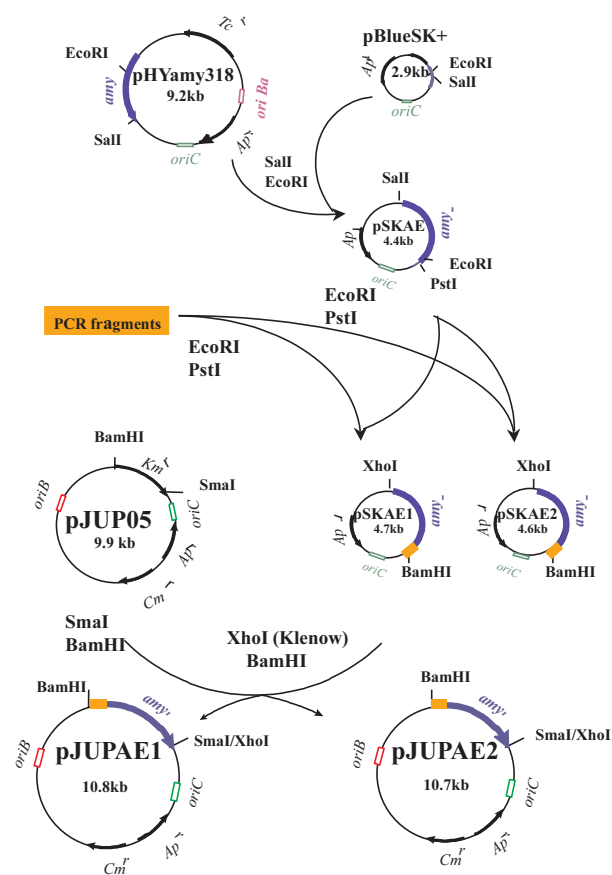 Tc r
EcoRI
pHYamy318
9.2kb
amy
ori Ba
SalI
oriC
Ap r
pBlueSK+
Ap r
2.9kb
EcoRI
SalI
oriC
SalI
EcoRI
SalI
pSKAE
4.4kb
amy-
Ap r
EcoRI
oriC
PstI
EcoRI
PstI
PCR fragments
EcoRI
PstI
BamHI
Km r
SmaI
oriB
oriC
pJUP05
9.9 kb
Ap r
Cm r
XhoI
pSKAE1
4.7kb
amy-
Ap r
oriC
BamHI
XhoI
pSKAE2
4.6kb
amy-
Ap r
oriC
BamHI
SmaI
BamHI
XhoI (Klenow)
BamHI
BamHI
amy'
SmaI/XhoI
oriB
pJUPAE1
10.8kb
oriC
Ap r
Cm r
BamHI
amy'
SmaI/XhoI
oriB
pJUPAE2
10.7kb
oriC
Ap r
Cm r